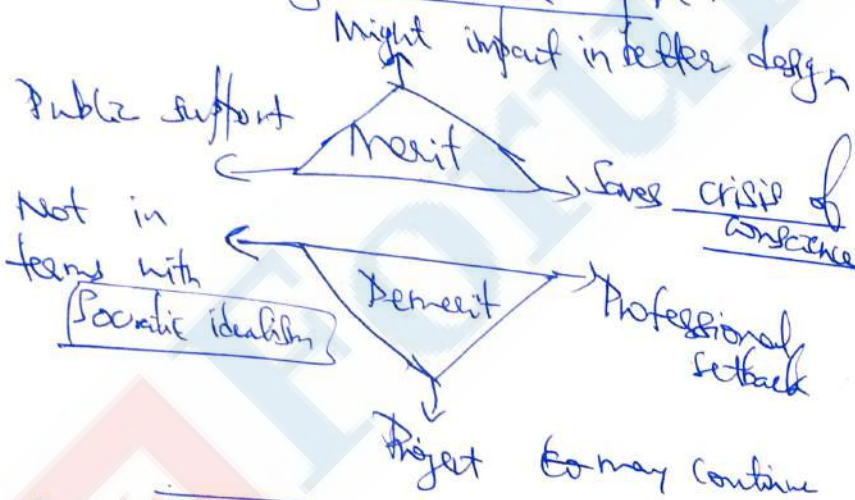 Might impact in better design
Public support
Merit
Saves crisis of
conscience
Not in
terms with
Socratic idealism
Demerit
Professional
setback
Project may continue